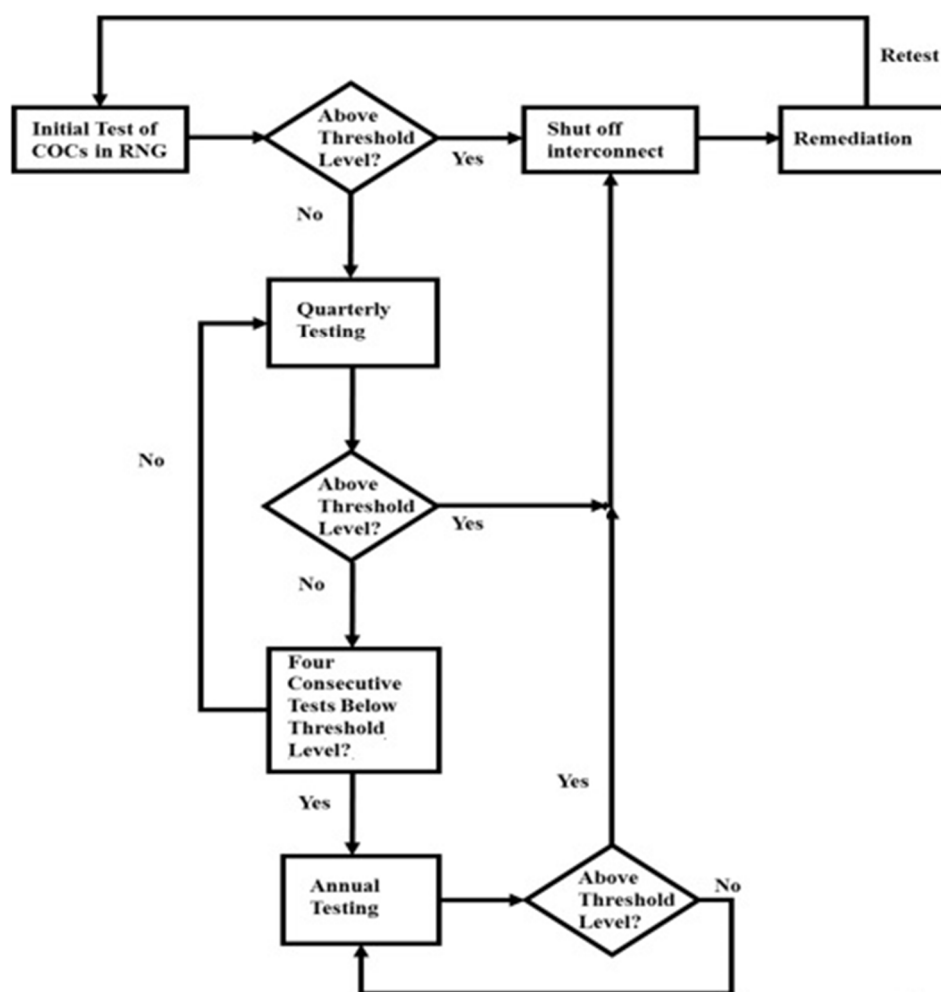 Retest
Initial Test of
COCs in RNG
Above
Threshold
Level?
Yes
Shut off
interconnect
Remediation
No
Quarterly
Testing
No
Above
Threshold
Level?
Yes
No
Four
Consecutive
Tests Below
Threshold
Level?
Yes
Yes
Annual
Testing
Above
Threshold
Level?
No